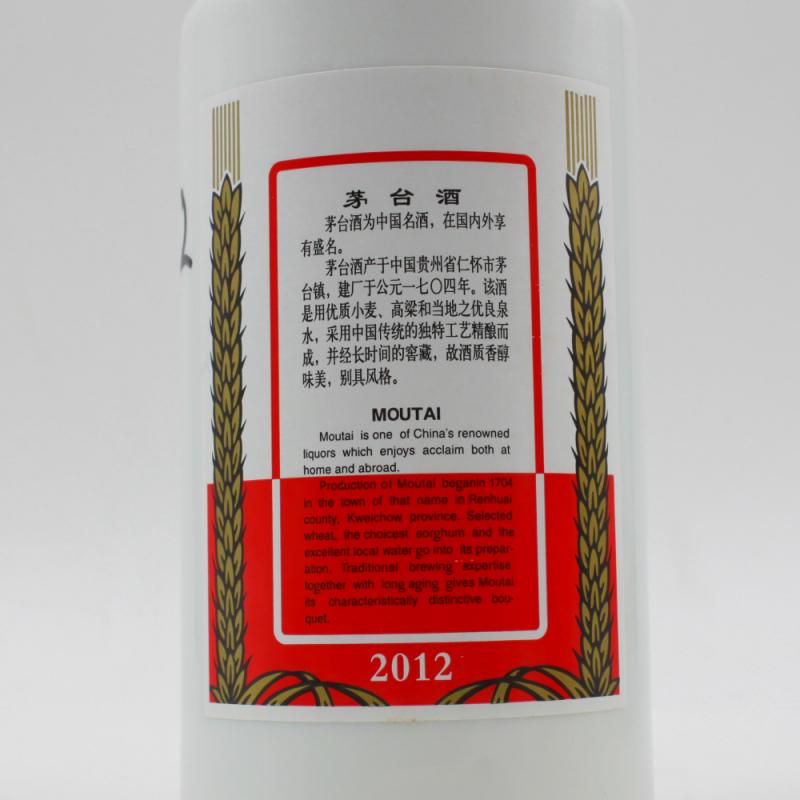 茅台酒
茅台酒为中国名酒，在国内外享
有盛名。
茅台酒产于中国贵州省仁怀市茅
台镇，建厂于公元一七〇四年。该酒
是用优质小麦、高粱和当地之优良泉
水，采用中国传统的独特工艺精酿而
成，并经长时间的窖藏，故酒质香醇
味美，别具风格。
MOUTAI
Moutai is one of China's renowned
liquors which enjoys acclaim both at
home and abroad.
Production of Moutai beganin 1704
in the town of that name in Renhuai
county, Kweichow province. Selected
wheat, the choicest sorghum and the
excellent local water go into its prepar-
ation. Traditional brewing expertise
together with long aging gives Moutai
its characteristically distinctive bou-
quet.
2012